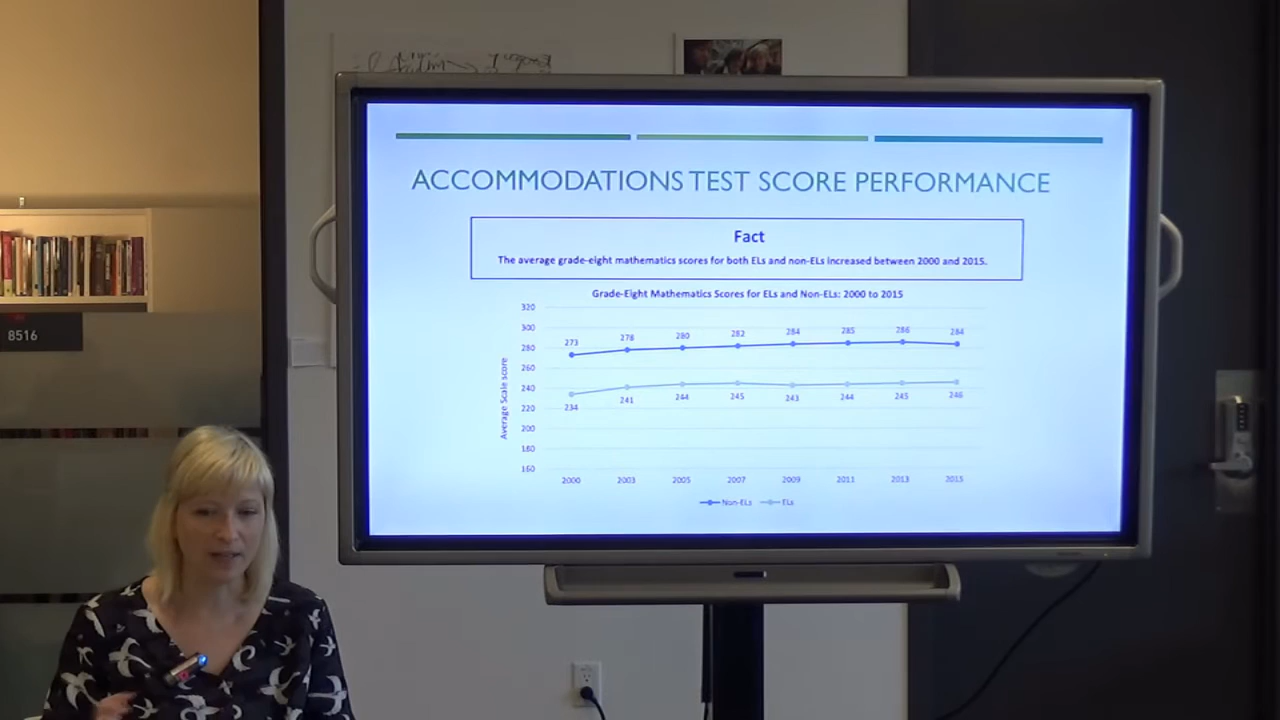 ACCOMMODATIONS TEST SCORE PERFORMANCE
Fact
The average grade-eight mathematics scores for both ELs and non-ELs increased between 2000 and 2015.
Grade-Eight Mathematics Scores for ELs and Non-ELs: 2000 to 2015
320
300
280
260
240
220
200
180
160
Average Scale score
273 278 280 282 284 285 286 284
234 241 244 245 243 244 245 246
2000 2003 2005 2007 2009 2011 2013 2015
Non-ELs ELs
8516